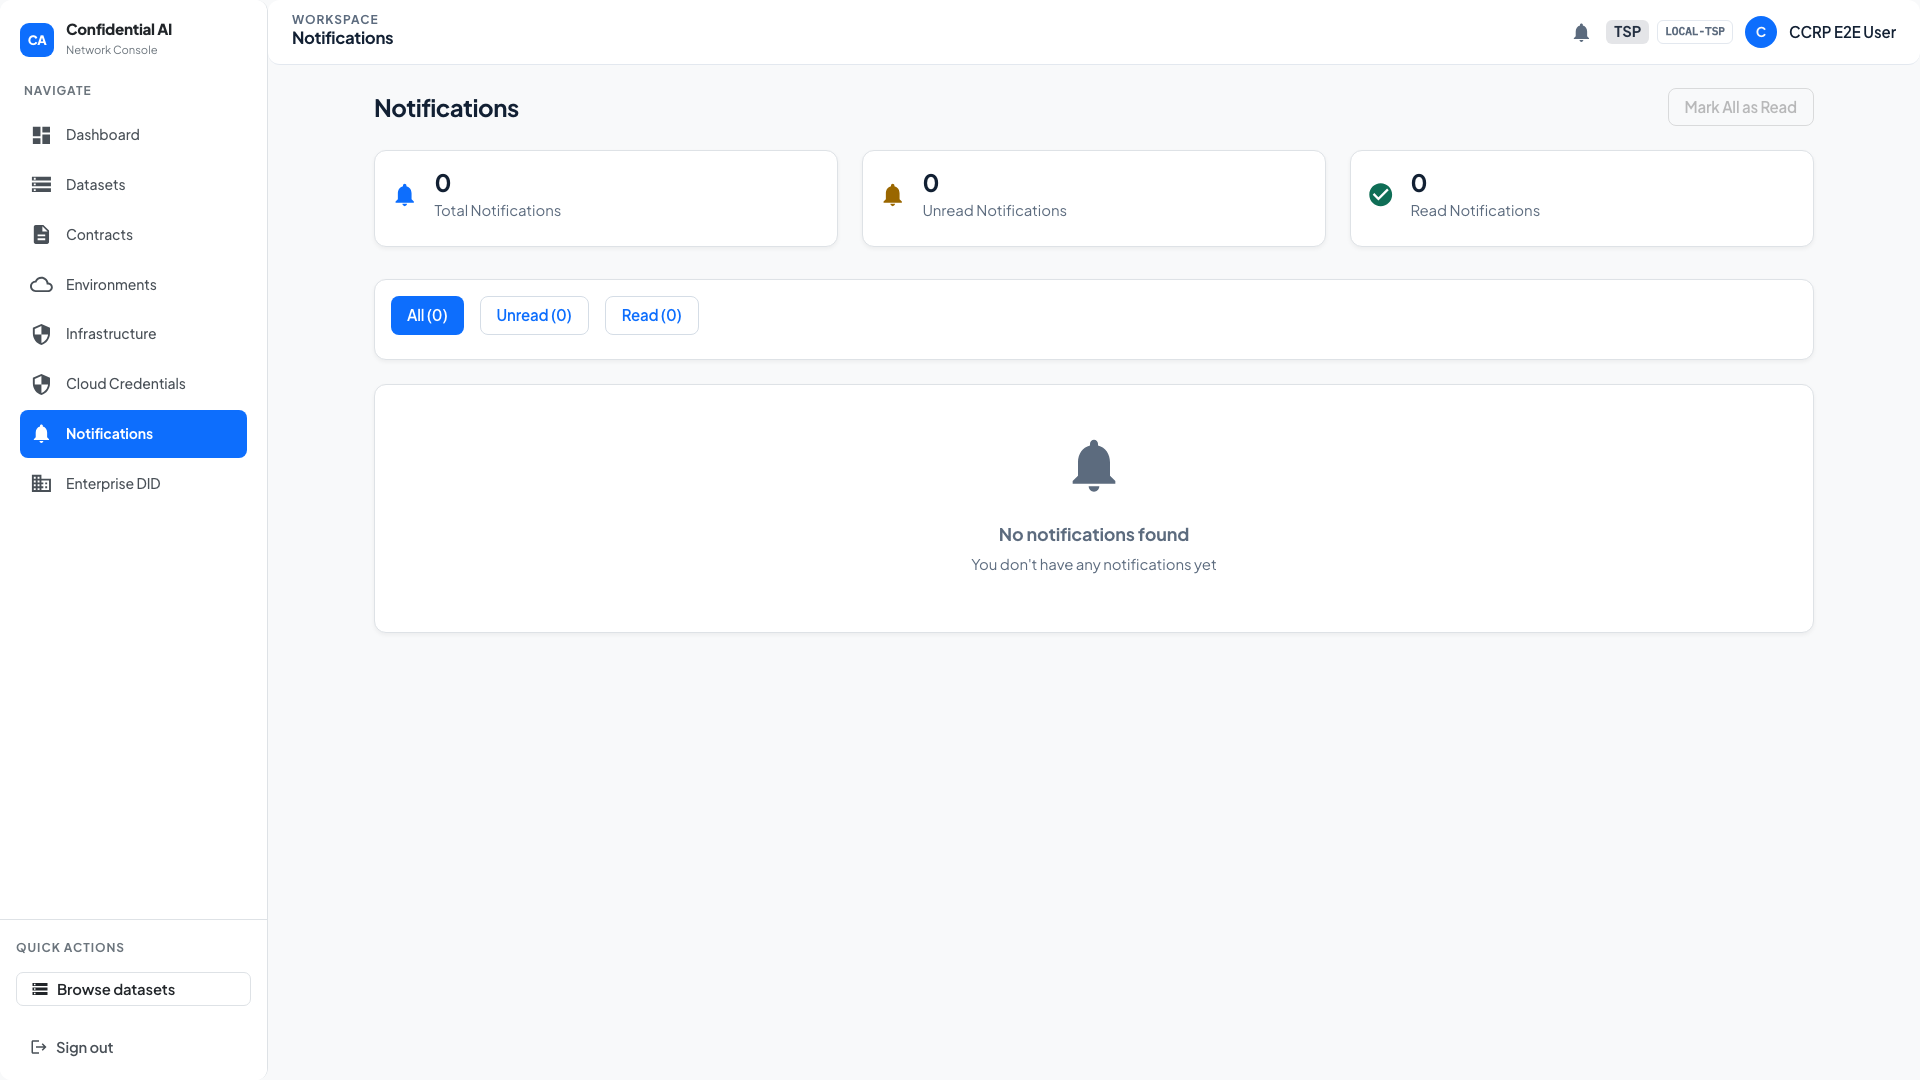 CA
Confidential AI
Network Console
NAVIGATE
Dashboard
Datasets
Contracts
Environments
Infrastructure
Cloud Credentials
Notifications
Enterprise DID
QUICK ACTIONS
Browse datasets
Sign out
WORKSPACE
Notifications
TSP
LOCAL-TSP
C
CCRP E2E User
Notifications
Mark All as Read
0
Total Notifications
0
Unread Notifications
0
Read Notifications
All (0)
Unread (0)
Read (0)
No notifications found
You don't have any notifications yet